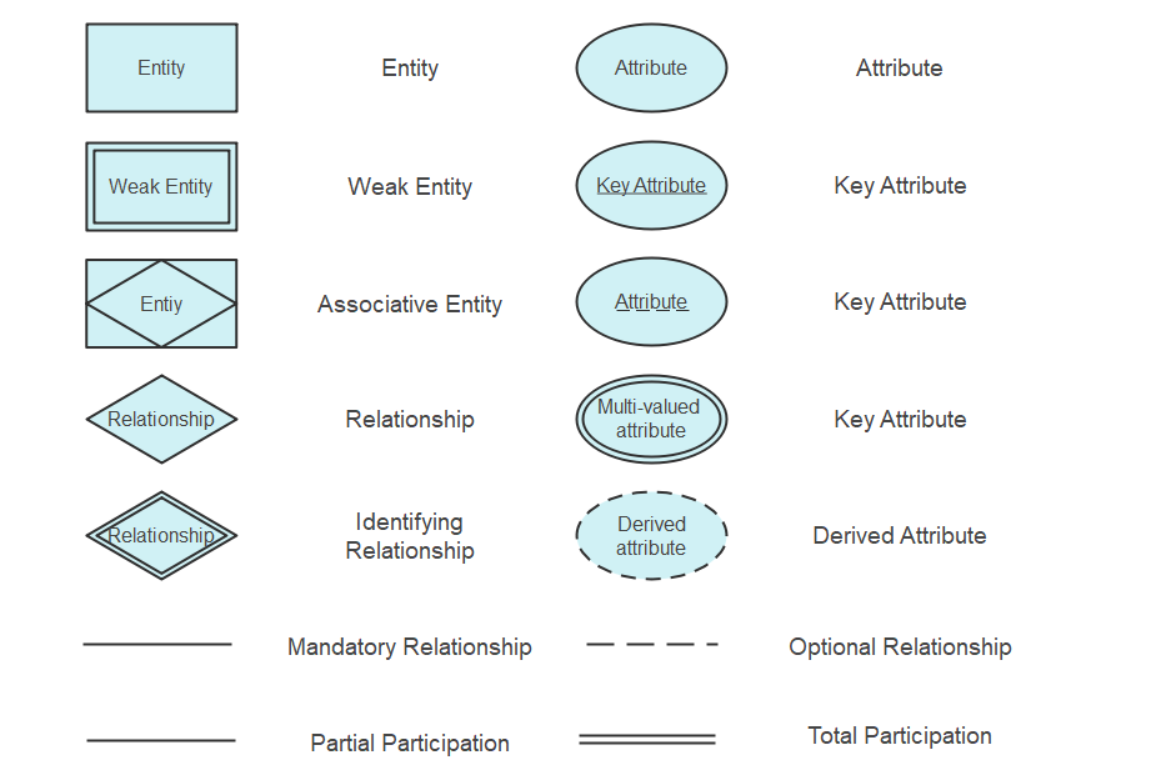 Entity
Entity
Attribute
Attribute
Weak Entity
Weak Entity
Key Attribute
Key Attribute
Entiy
Associative Entity
Attribute
Key Attribute
Relationship
Relationship
Multi-valued
attribute
Key Attribute
Relationship
Identifying
Relationship
Derived
attribute
Derived Attribute
Mandatory Relationship
Optional Relationship
Partial Participation
Total Participation